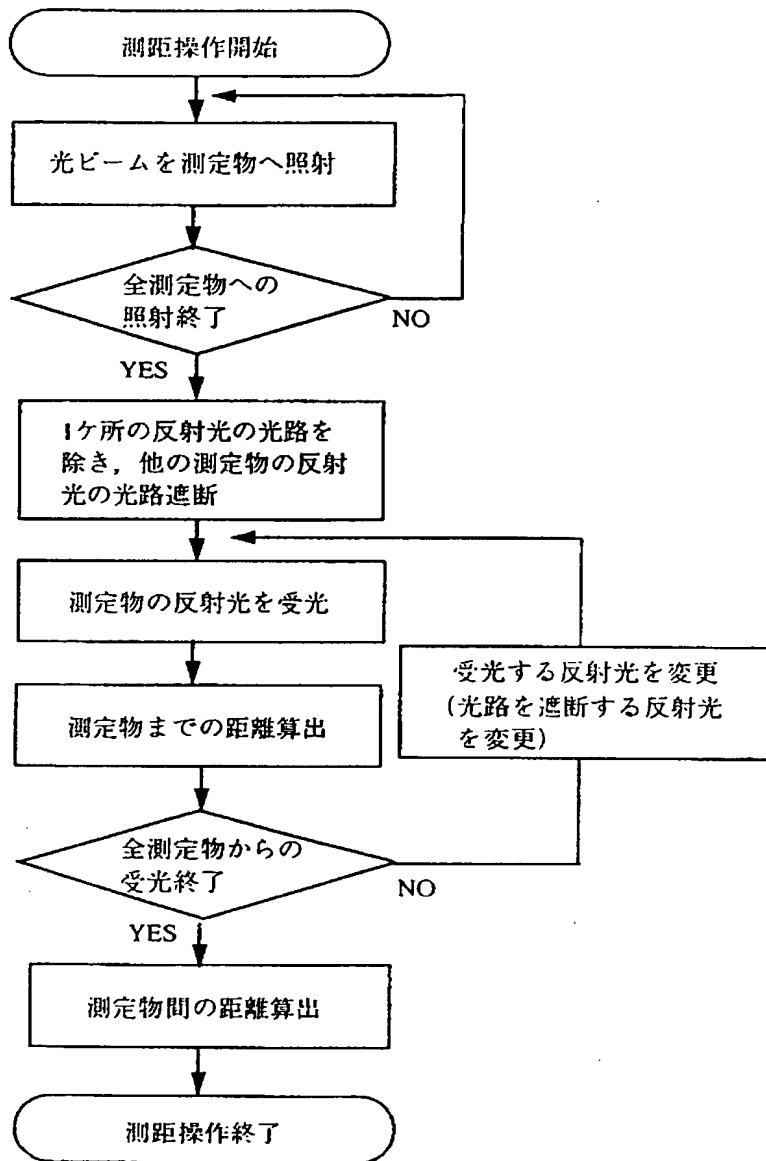 測距操作開始
光ビームを測定物へ照射
全測定物への
照射終了
NO
YES
1ケ所の反射光の光路を
除き，他の測定物の反射
光の光路遮断
測定物の反射光を受光
受光する反射光を変更
(光路を遮断する反射光
を変更)
測定物までの距離算出
全測定物からの
受光終了
NO
YES
測定物間の距離算出
測距操作終了